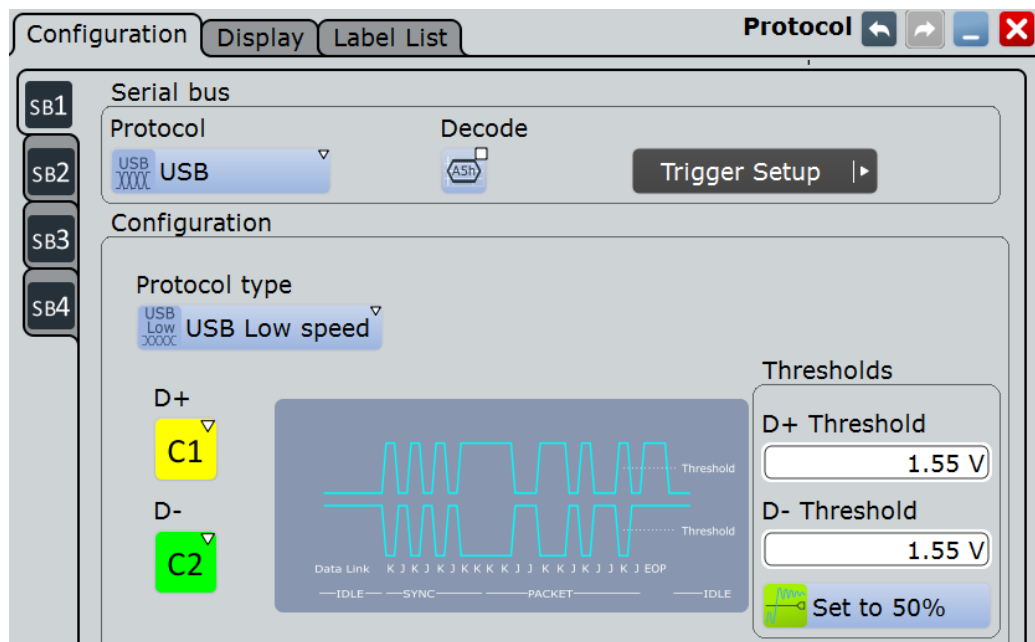 Configuration Display Label List Protocol
SB1
SB2
SB3
SB4
Serial bus
Protocol Decode
USB USB A5h Trigger Setup
Configuration
Protocol type
USB Low USB Low speed
D+
C1
D-
C2
Threshold
Threshold
Data Link K J K J K J K K K K J J K K J K J J K J EOP
IDLE SYNC PACKET IDLE
Thresholds
D+ Threshold
1.55 V
D- Threshold
1.55 V
Set to 50%